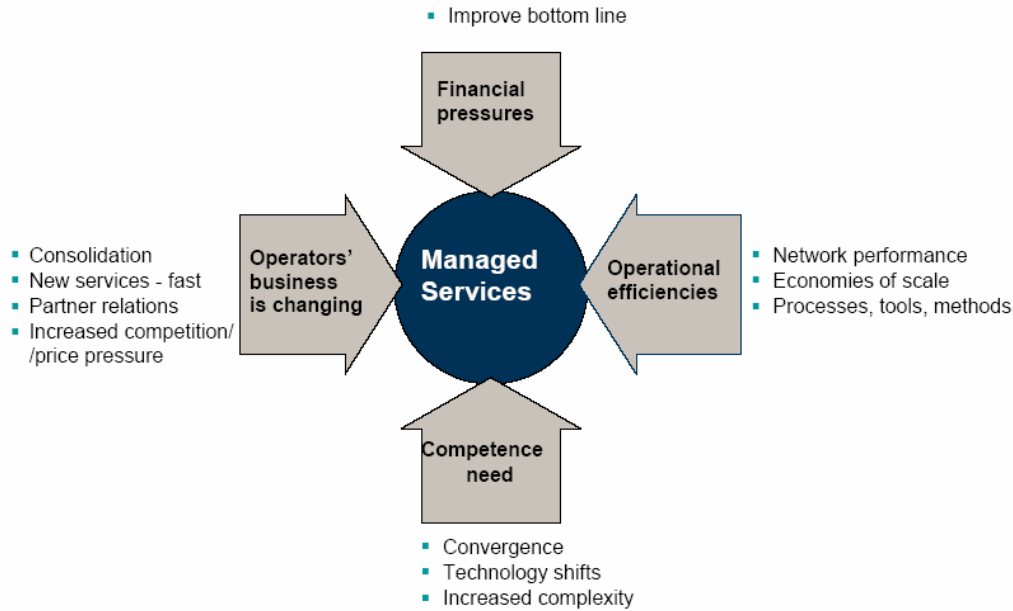 ▪ Improve bottom line
Financial
pressures
▪ Consolidation
▪ New services - fast
▪ Partner relations
▪ Increased competition/
/price pressure
Operators’
business
is changing
Managed
Services
Operational
efficiencies
▪ Network performance
▪ Economies of scale
▪ Processes, tools, methods
Competence
need
▪ Convergence
▪ Technology shifts
▪ Increased complexity